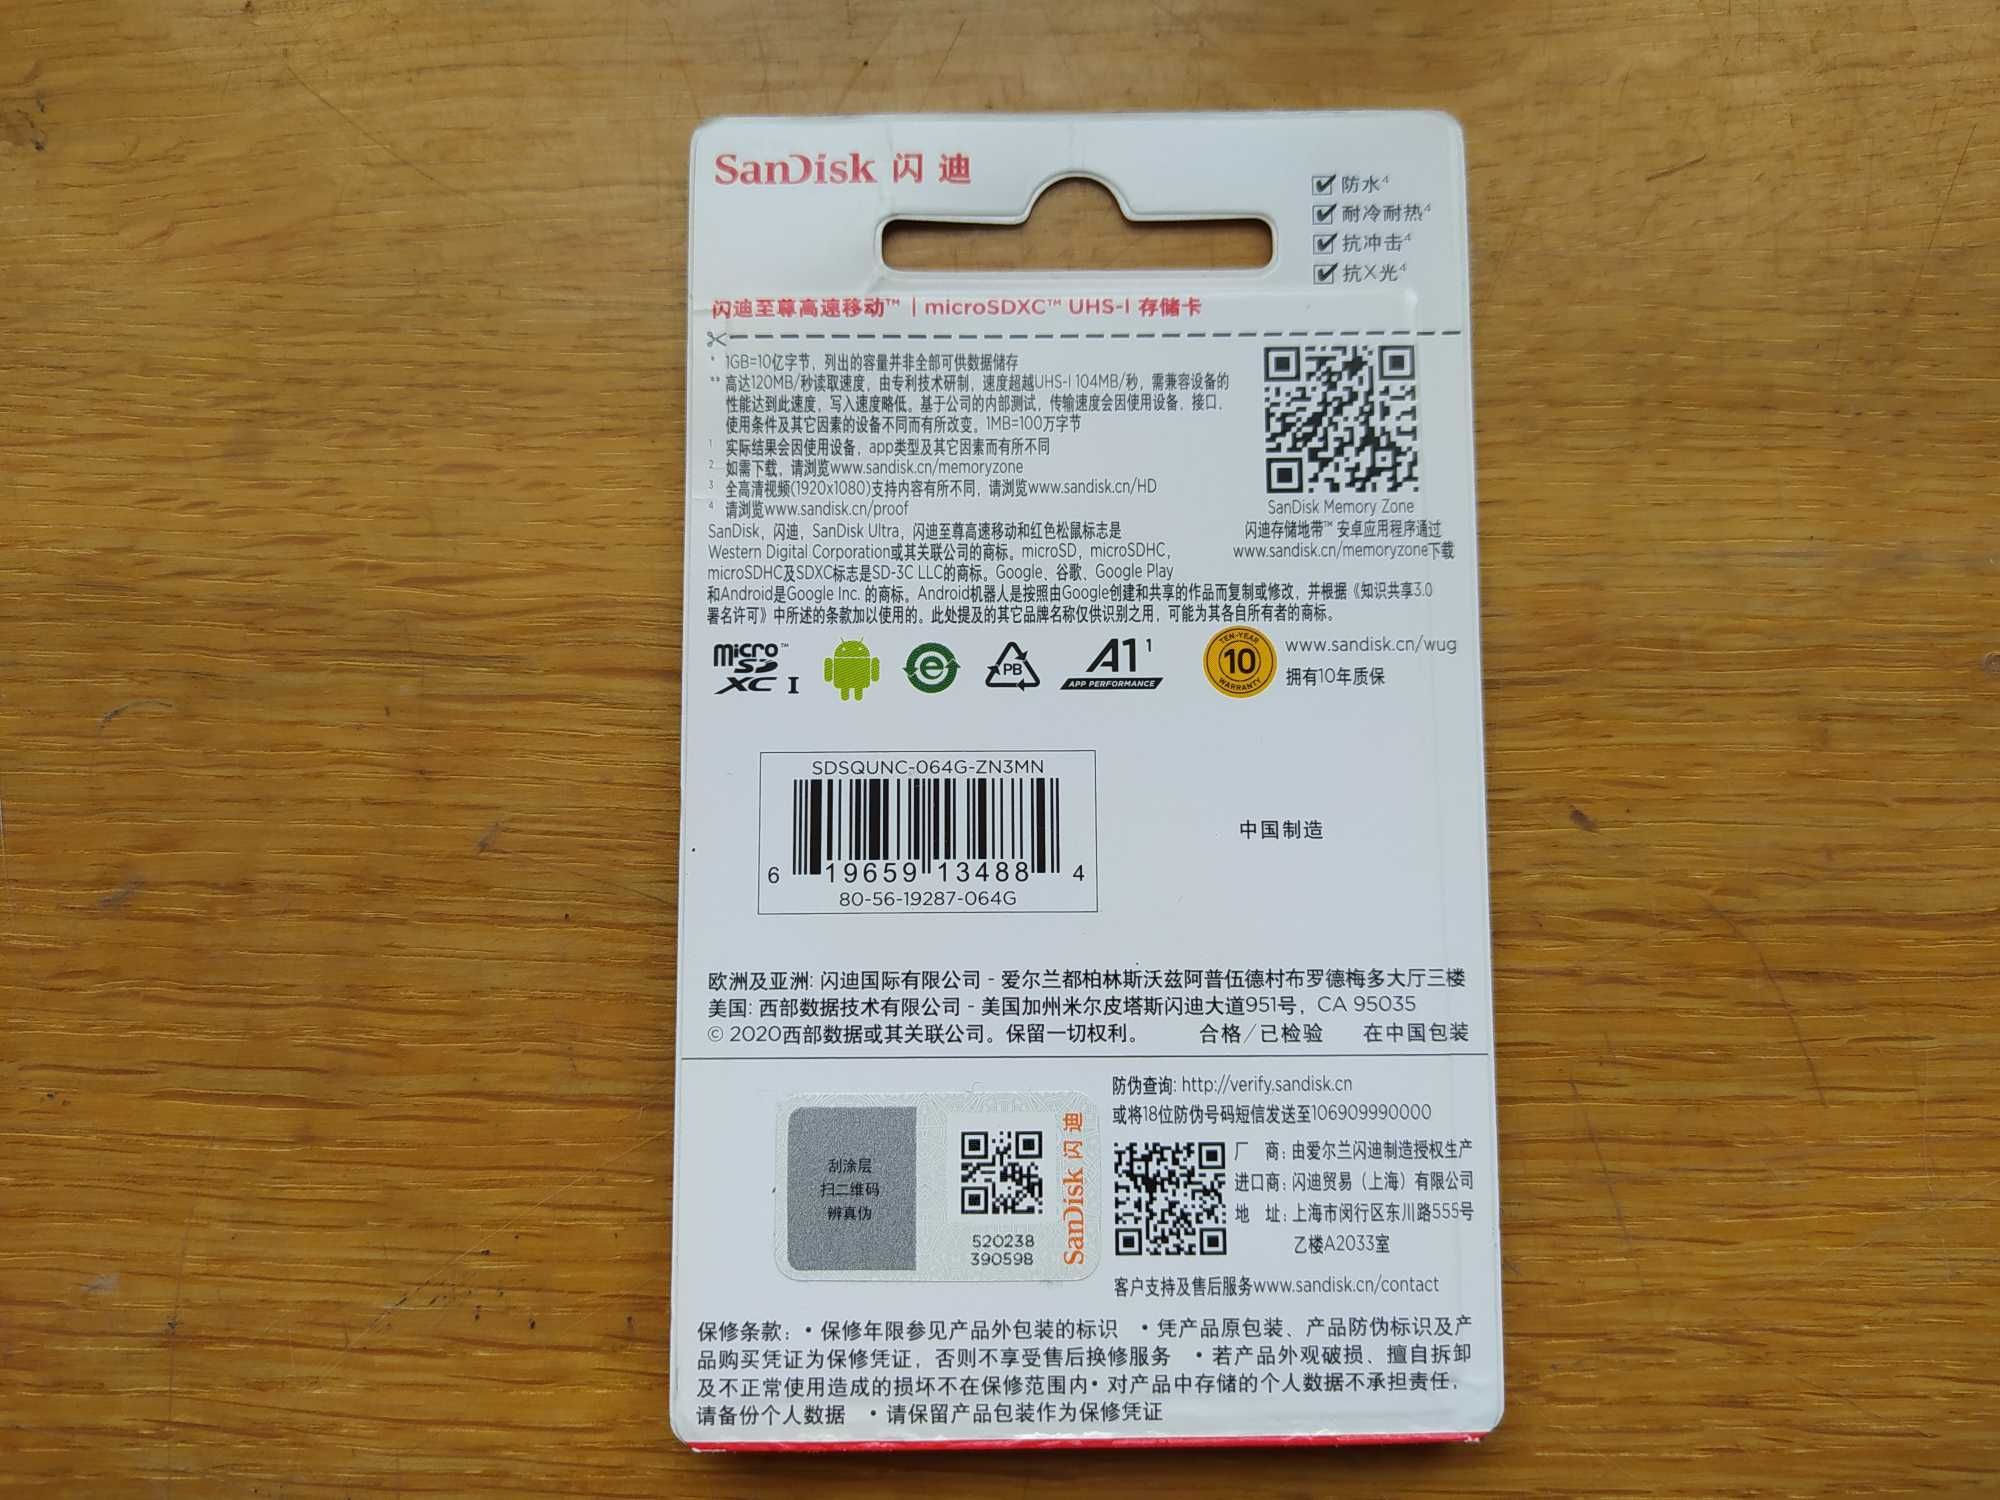 SanDisk 闪迪
防水4
耐冷耐热4
抗冲击4
抗X光4
闪迪至尊高速移动™ | microSDXC™ UHS-I 存储卡
* 1GB=10亿字节，列出的容量并非全部可供数据储存
** 高达120MB/秒读取速度，由专利技术研制，速度超越UHS-I 104MB/秒，需兼容设备的
性能达到此速度，写入速度略低。基于公司的内部测试，传输速度会因使用设备，接口，
使用条件及其它因素的设备不同而有所改变。1MB=100万字节
1 实际结果会因使用设备，app类型及其它因素而有所不同
2 如需下载，请浏览www.sandisk.cn/memoryzone
3 全高清视频(1920x1080)支持内容有所不同，请浏览www.sandisk.cn/HD
4 请浏览www.sandisk.cn/proof
SanDisk Memory Zone
闪迪存储地带™ 安卓应用程序通过
www.sandisk.cn/memoryzone下载
SanDisk，闪迪，SanDisk Ultra，闪迪至尊高速移动和红色松鼠标志是
Western Digital Corporation或其关联公司的商标。microSD，microSDHC，
microSDHC及SDXC标志是SD-3C LLC的商标。Google、谷歌、Google Play
和Android是Google Inc. 的商标。Android机器人是按照由Google创建和共享的作品而复制或修改，并根据《知识共享3.0
署名许可》中所述的条款加以使用的。此处提及的其它品牌名称仅供识别之用，可能为其各自所有者的商标。
micro™
SD
XC I
e
PB
A1 1
APP PERFORMANCE
TEN-YEAR
10
WARRANTY
www.sandisk.cn/wug
拥有10年质保
SDSQUNC-064G-ZN3MN
6 19659 13488 4
80-56-19287-064G
中国制造
欧洲及亚洲: 闪迪国际有限公司 - 爱尔兰都柏林斯沃兹阿普伍德村布罗德梅多大厅三楼
美国: 西部数据技术有限公司 - 美国加州米尔皮塔斯闪迪大道951号，CA 95035
© 2020西部数据或其关联公司。保留一切权利。 合格/已检验 在中国包装
刮涂层
扫二维码
辨真伪
520238
390598
SanDisk 闪迪
防伪查询: http://verify.sandisk.cn
或将18位防伪号码短信发送至106909990000
厂 商: 由爱尔兰闪迪制造授权生产
进口商: 闪迪贸易（上海）有限公司
地 址: 上海市闵行区东川路555号
乙楼A2033室
客户支持及售后服务www.sandisk.cn/contact
保修条款： • 保修年限参见产品外包装的标识 • 凭产品原包装、产品防伪标识及产
品购买凭证为保修凭证，否则不享受售后换修服务 • 若产品外观破损、擅自拆卸
及不正常使用造成的损坏不在保修范围内• 对产品中存储的个人数据不承担责任，
请备份个人数据 • 请保留产品包装作为保修凭证